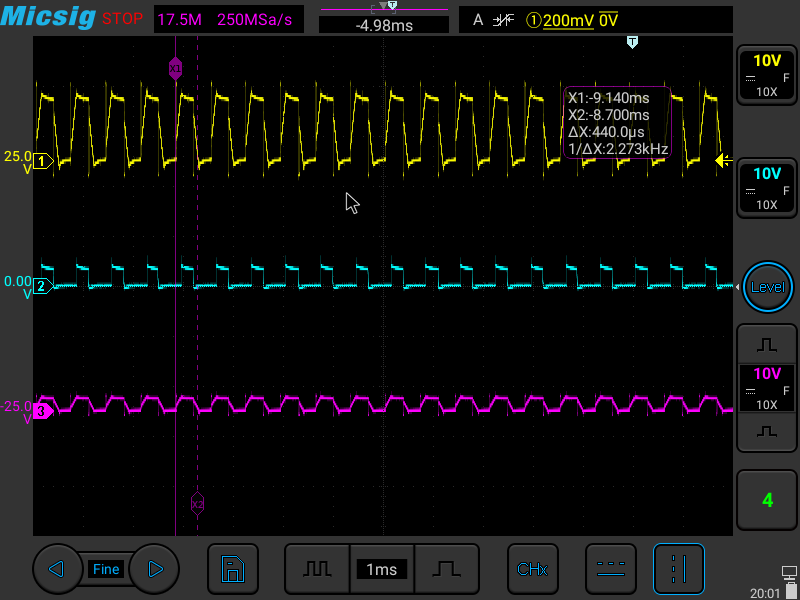 Micsig STOP 17.5M 250MSa/s -4.98ms A 1 200mV 0V
T
T
X1
X1:-9.140ms
X2:-8.700ms
ΔX:440.0μs
1/ΔX:2.273kHz
10V
F
10X
25.0
V
1
10V
F
10X
0.00
V
2
Level
10V
F
10X
-25.0
V
3
X2
4
Fine
1ms
CHx
20:01